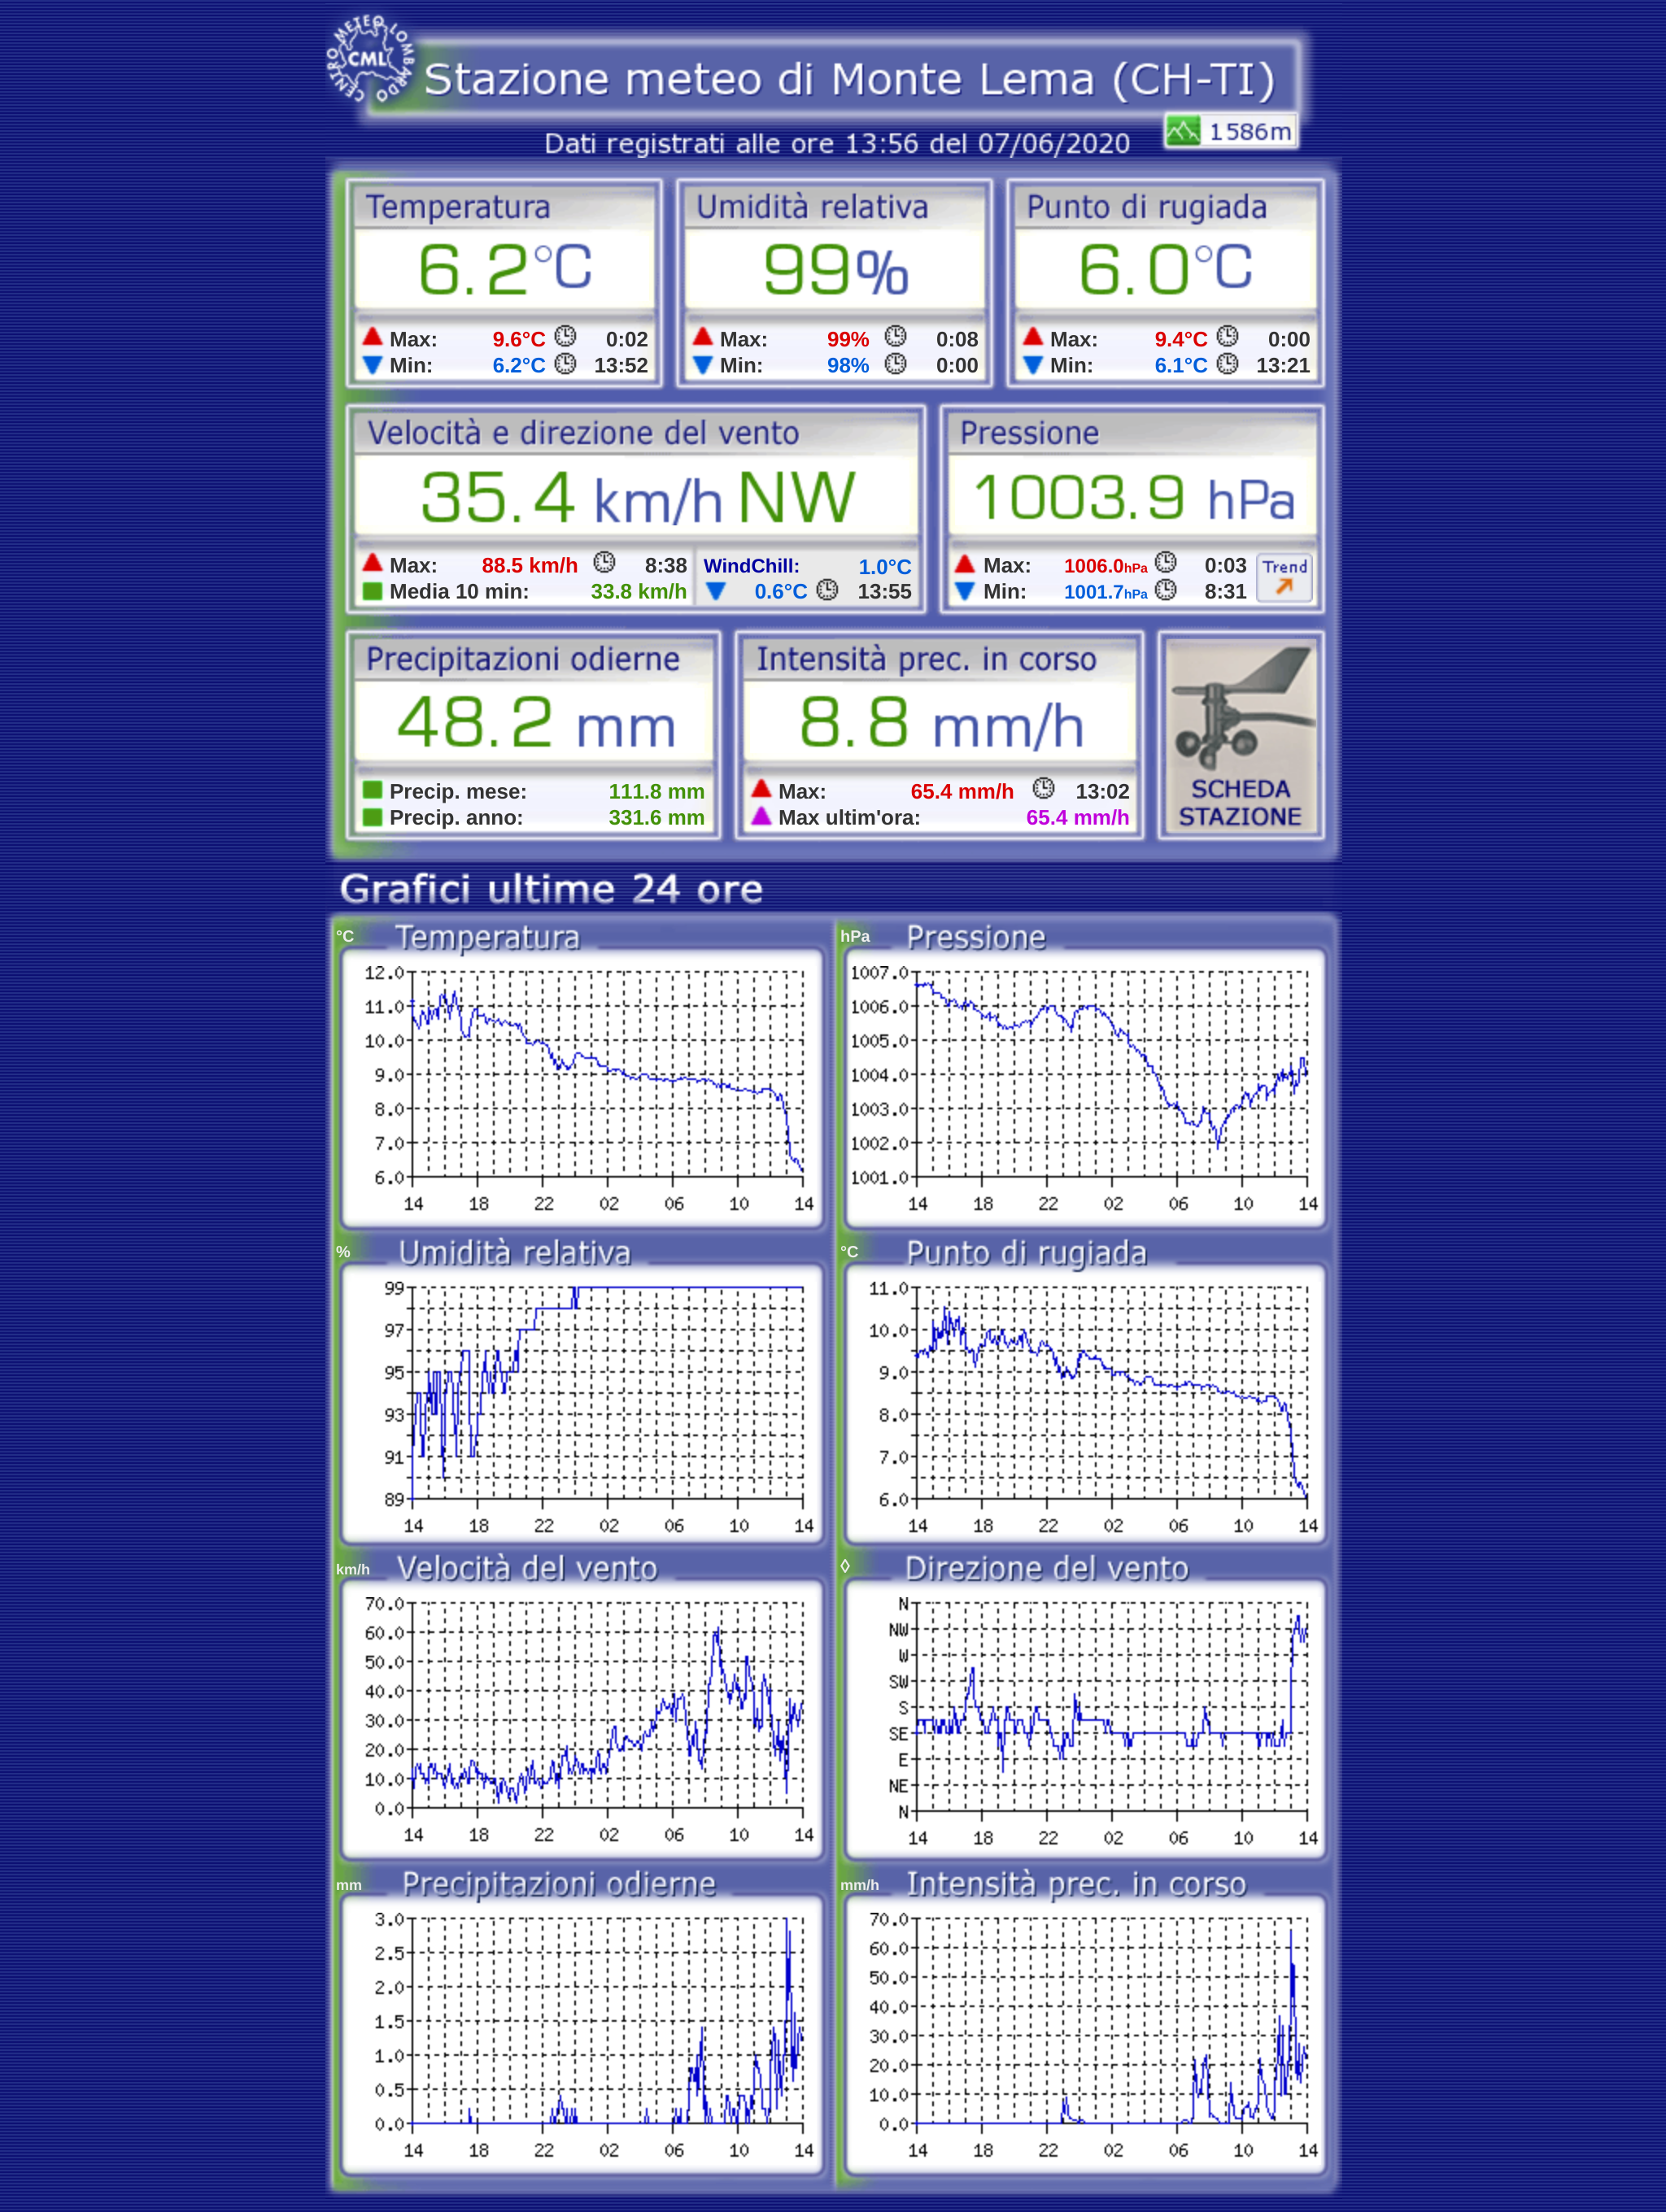 CENTRO METEO LOMBARDO
CML
Stazione meteo di Monte Lema (CH-TI)
1586m
Dati registrati alle ore 13:56 del 07/06/2020
Temperatura Umidità relativa Punto di rugiada
6.2°C 99% 6.0°C
Max: 9.6°C 0:02 Max: 99% 0:08 Max: 9.4°C 0:00
Min: 6.2°C 13:52 Min: 98% 0:00 Min: 6.1°C 13:21
Velocità e direzione del vento Pressione
35.4 km/h NW 1003.9 hPa
Max: 88.5 km/h 8:38 WindChill: 1.0°C Max: 1006.0hPa 0:03 Trend
Media 10 min: 33.8 km/h 0.6°C 13:55 Min: 1001.7hPa 8:31
Precipitazioni odierne Intensità prec. in corso
48.2 mm 8.8 mm/h
Precip. mese: 111.8 mm Max: 65.4 mm/h 13:02 SCHEDA
Precip. anno: 331.6 mm Max ultim'ora: 65.4 mm/h STAZIONE
Grafici ultime 24 ore
°C Temperatura
12.0
11.0
10.0
9.0
8.0
7.0
6.0
14 18 22 02 06 10 14
hPa Pressione
1007.0
1006.0
1005.0
1004.0
1003.0
1002.0
1001.0
14 18 22 02 06 10 14
% Umidità relativa
99
97
95
93
91
89
14 18 22 02 06 10 14
°C Punto di rugiada
11.0
10.0
9.0
8.0
7.0
6.0
14 18 22 02 06 10 14
km/h Velocità del vento
70.0
60.0
50.0
40.0
30.0
20.0
10.0
0.0
14 18 22 02 06 10 14
◊ Direzione del vento
N
NW
W
SW
S
SE
E
NE
N
14 18 22 02 06 10 14
mm Precipitazioni odierne
3.0
2.5
2.0
1.5
1.0
0.5
0.0
14 18 22 02 06 10 14
mm/h Intensità prec. in corso
70.0
60.0
50.0
40.0
30.0
20.0
10.0
0.0
14 18 22 02 06 10 14